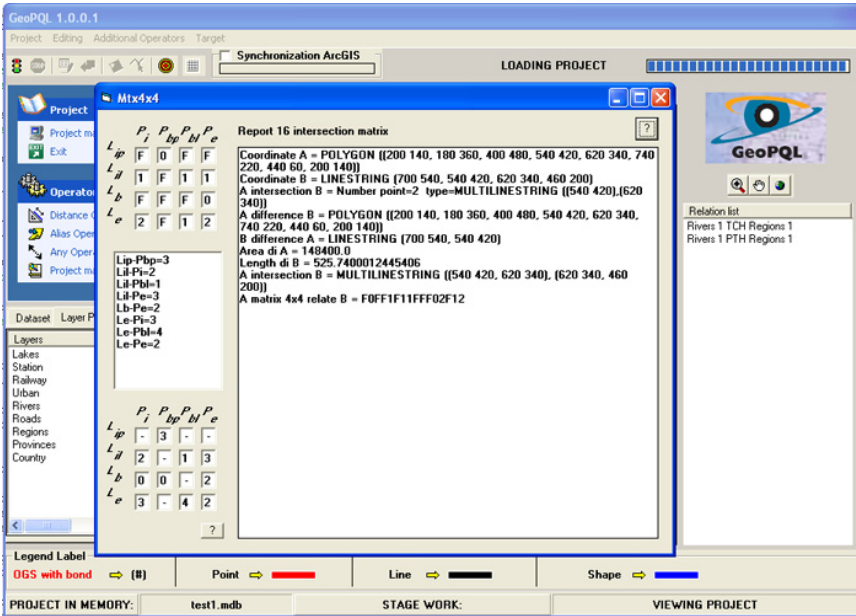 GeoPQL 1.0.0.1
Project Editing Additional Operators Target
Synchronization ArcGIS
LOADING PROJECT
Project
Project ma
Exit
Operato
Distance
Alias Oper
Any Opera
Project ma
Dataset Layer P
Layers
Lakes
Station
Railway
Urban
Rivers
Roads
Regions
Provinces
Country
Mtx4x4
Pi Pbp Pbl Pe
Lip F 0 F F
Lil 1 F 1 1
Lb F F F 0
Le 2 F 1 2
Lip-Pbp=3
Lil-Pi=2
Lil-Pbl=1
Lil-Pe=3
Lb-Pe=2
Le-Pi=3
Le-Pbl=4
Le-Pe=2
Pi Pbp Pbl Pe
Lip - 3 - -
Lil 2 - 1 3
Lb 0 0 - 2
Le 3 - 4 2
?
Report 16 intersection matrix
?
Coordinate A = POLYGON ((200 140, 180 360, 400 480, 540 420, 620 340, 740
220, 440 60, 200 140))
Coordinate B = LINESTRING (700 540, 540 420, 620 340, 460 200)
A intersection B = Number point=2 type=MULTILINESTRING ((540 420),(620
340))
A difference B = POLYGON ((200 140, 180 360, 400 480, 540 420, 620 340,
740 220, 440 60, 200 140))
B difference A = LINESTRING (700 540, 540 420)
Area di A = 148400.0
Length di B = 525.7400012445406
A intersection B = MULTILINESTRING ((540 420, 620 340), (620 340, 460
200))
A matrix 4x4 relate B = F0FF1F11FFF02F12
GeoPQL
Relation list
Rivers 1 TCH Regions 1
Rivers 1 PTH Regions 1
Legend Label
OGS with bond (#)
Point
Line
Shape
PROJECT IN MEMORY: test1.mdb STAGE WORK: VIEWING PROJECT